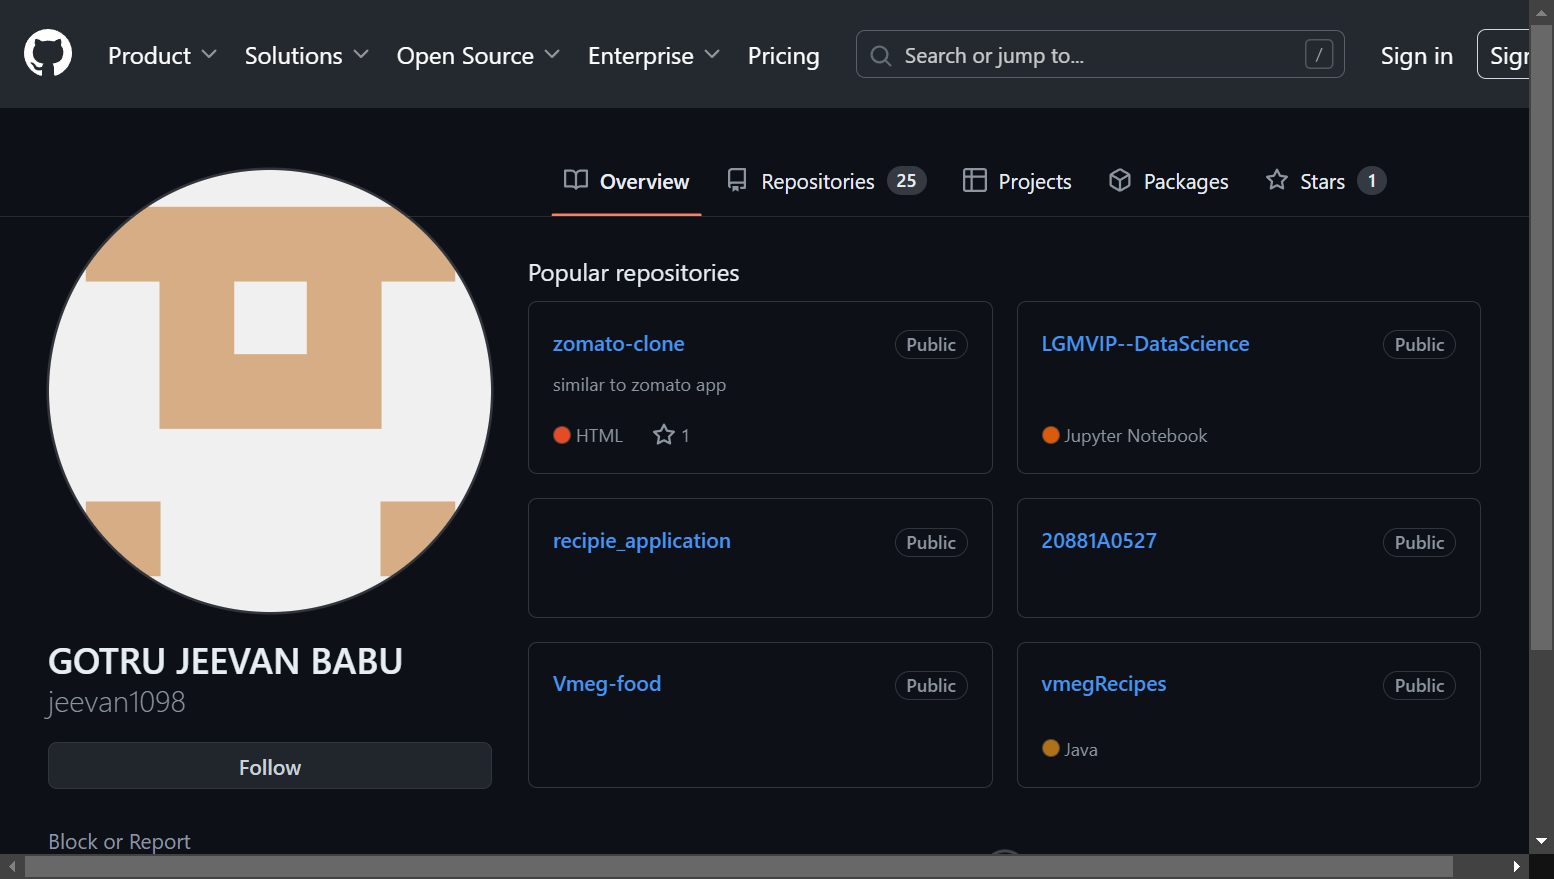 Product Solutions Open Source Enterprise Pricing Search or jump to... / Sign in Sign
Overview Repositories 25 Projects Packages Stars 1
Popular repositories
zomato-clone Public
similar to zomato app
HTML 1
LGMVIP--DataScience Public
Jupyter Notebook
recipie_application Public
20881A0527 Public
Vmeg-food Public
vmegRecipes Public
Java
GOTRU JEEVAN BABU
jeevan1098
Follow
Block or Report